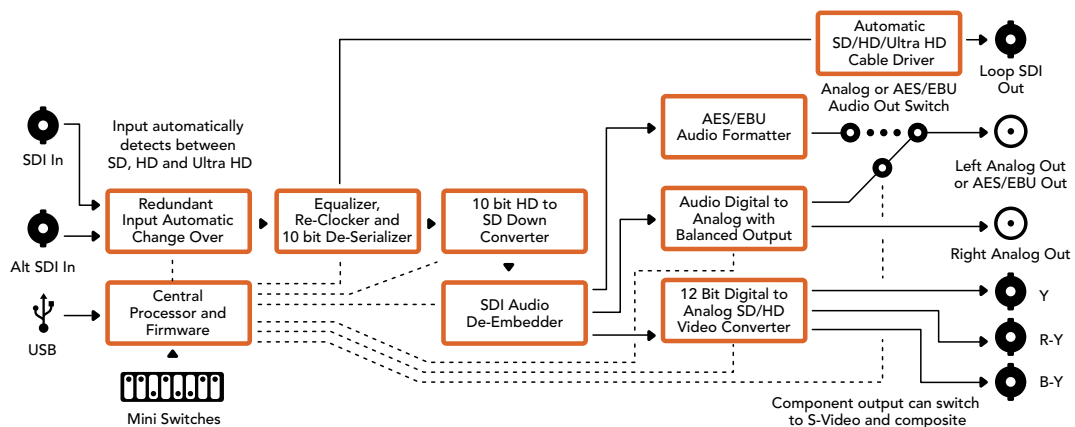 Automatic
SD/HD/Ultra HD
Cable Driver
Loop SDI
Out
Analog or AES/EBU
Audio Out Switch
SDI In
Input automatically
detects between
SD, HD and Ultra HD
AES/EBU
Audio Formatter
Left Analog Out
or AES/EBU Out
Alt SDI In
Redundant
Input Automatic
Change Over
Equalizer,
Re-Clocker and
10 bit De-Serializer
10 bit HD to
SD Down
Converter
Audio Digital to
Analog with
Balanced Output
Right Analog Out
USB
Central
Processor and
Firmware
SDI Audio
De-Embedder
12 Bit Digital to
Analog SD/HD
Video Converter
Y
R-Y
B-Y
Mini Switches
Component output can switch
to S-Video and composite